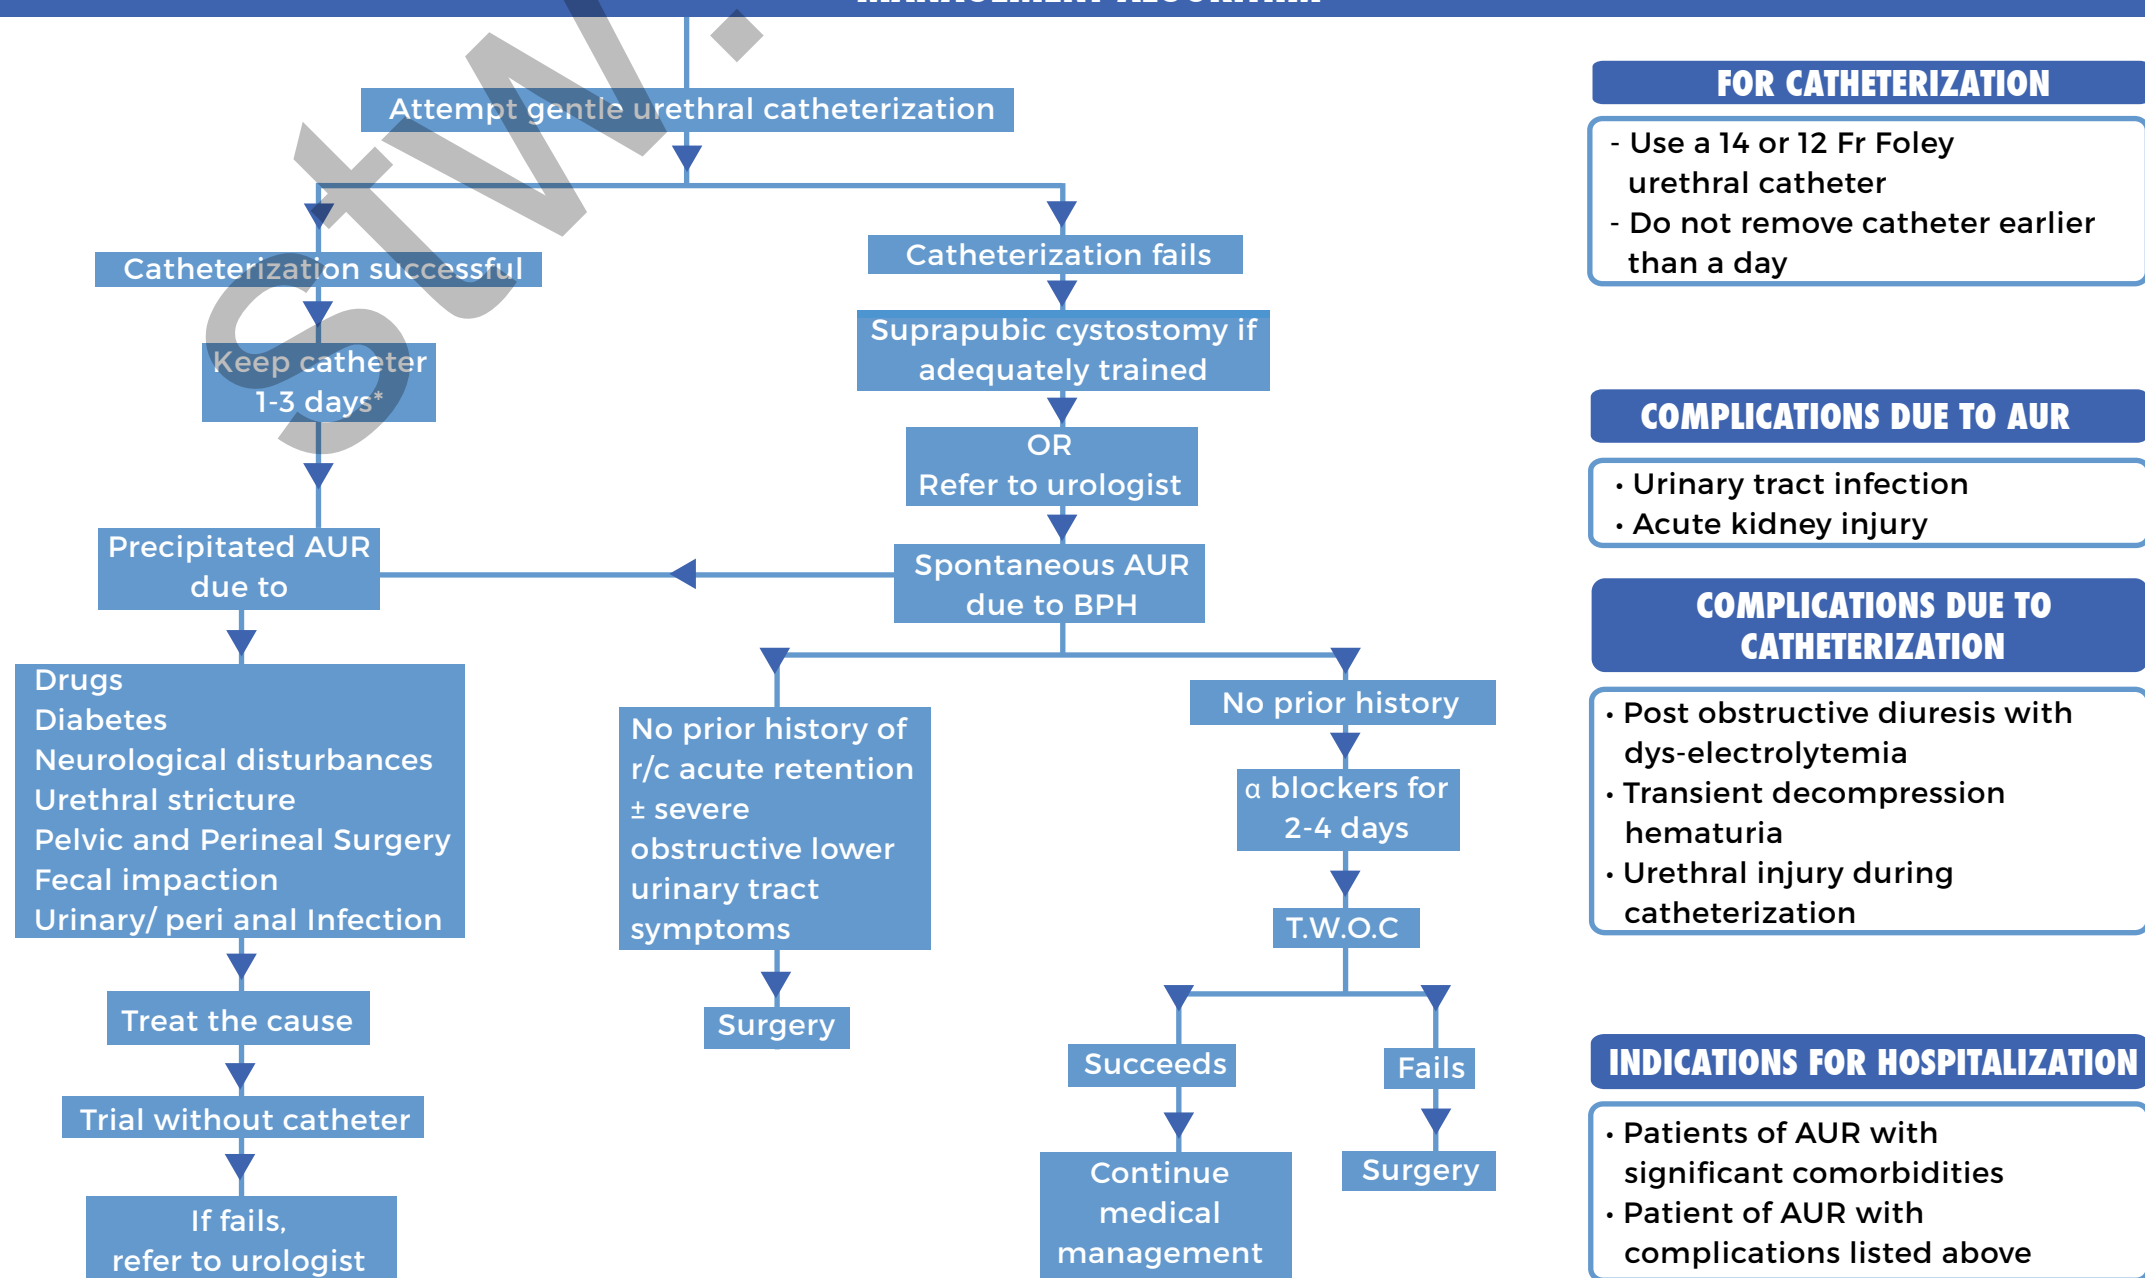 MANAGEMENT ALGORITHM
Attempt gentle urethral catheterization
Catheterization successful
Keep catheter
1-3 days*
Catheterization fails
Suprapubic cystostomy if
adequately trained
OR
Refer to urologist
Precipitated AUR
due to
Spontaneous AUR
due to BPH
Drugs
Diabetes
Neurological disturbances
Urethral stricture
Pelvic and Perineal Surgery
Fecal impaction
Urinary/ peri anal Infection
Treat the cause
Trial without catheter
If fails,
refer to urologist
No prior history of
r/c acute retention
± severe
obstructive lower
urinary tract
symptoms
Surgery
No prior history
α blockers for
2-4 days
T.W.O.C
Succeeds
Continue
medical
management
Fails
Surgery
FOR CATHETERIZATION
- Use a 14 or 12 Fr Foley
urethral catheter
- Do not remove catheter earlier
than a day
COMPLICATIONS DUE TO AUR
• Urinary tract infection
• Acute kidney injury
COMPLICATIONS DUE TO
CATHETERIZATION
• Post obstructive diuresis with
dys-electrolytemia
• Transient decompression
hematuria
• Urethral injury during
catheterization
INDICATIONS FOR HOSPITALIZATION
• Patients of AUR with
significant comorbidities
• Patient of AUR with
complications listed above
stw.